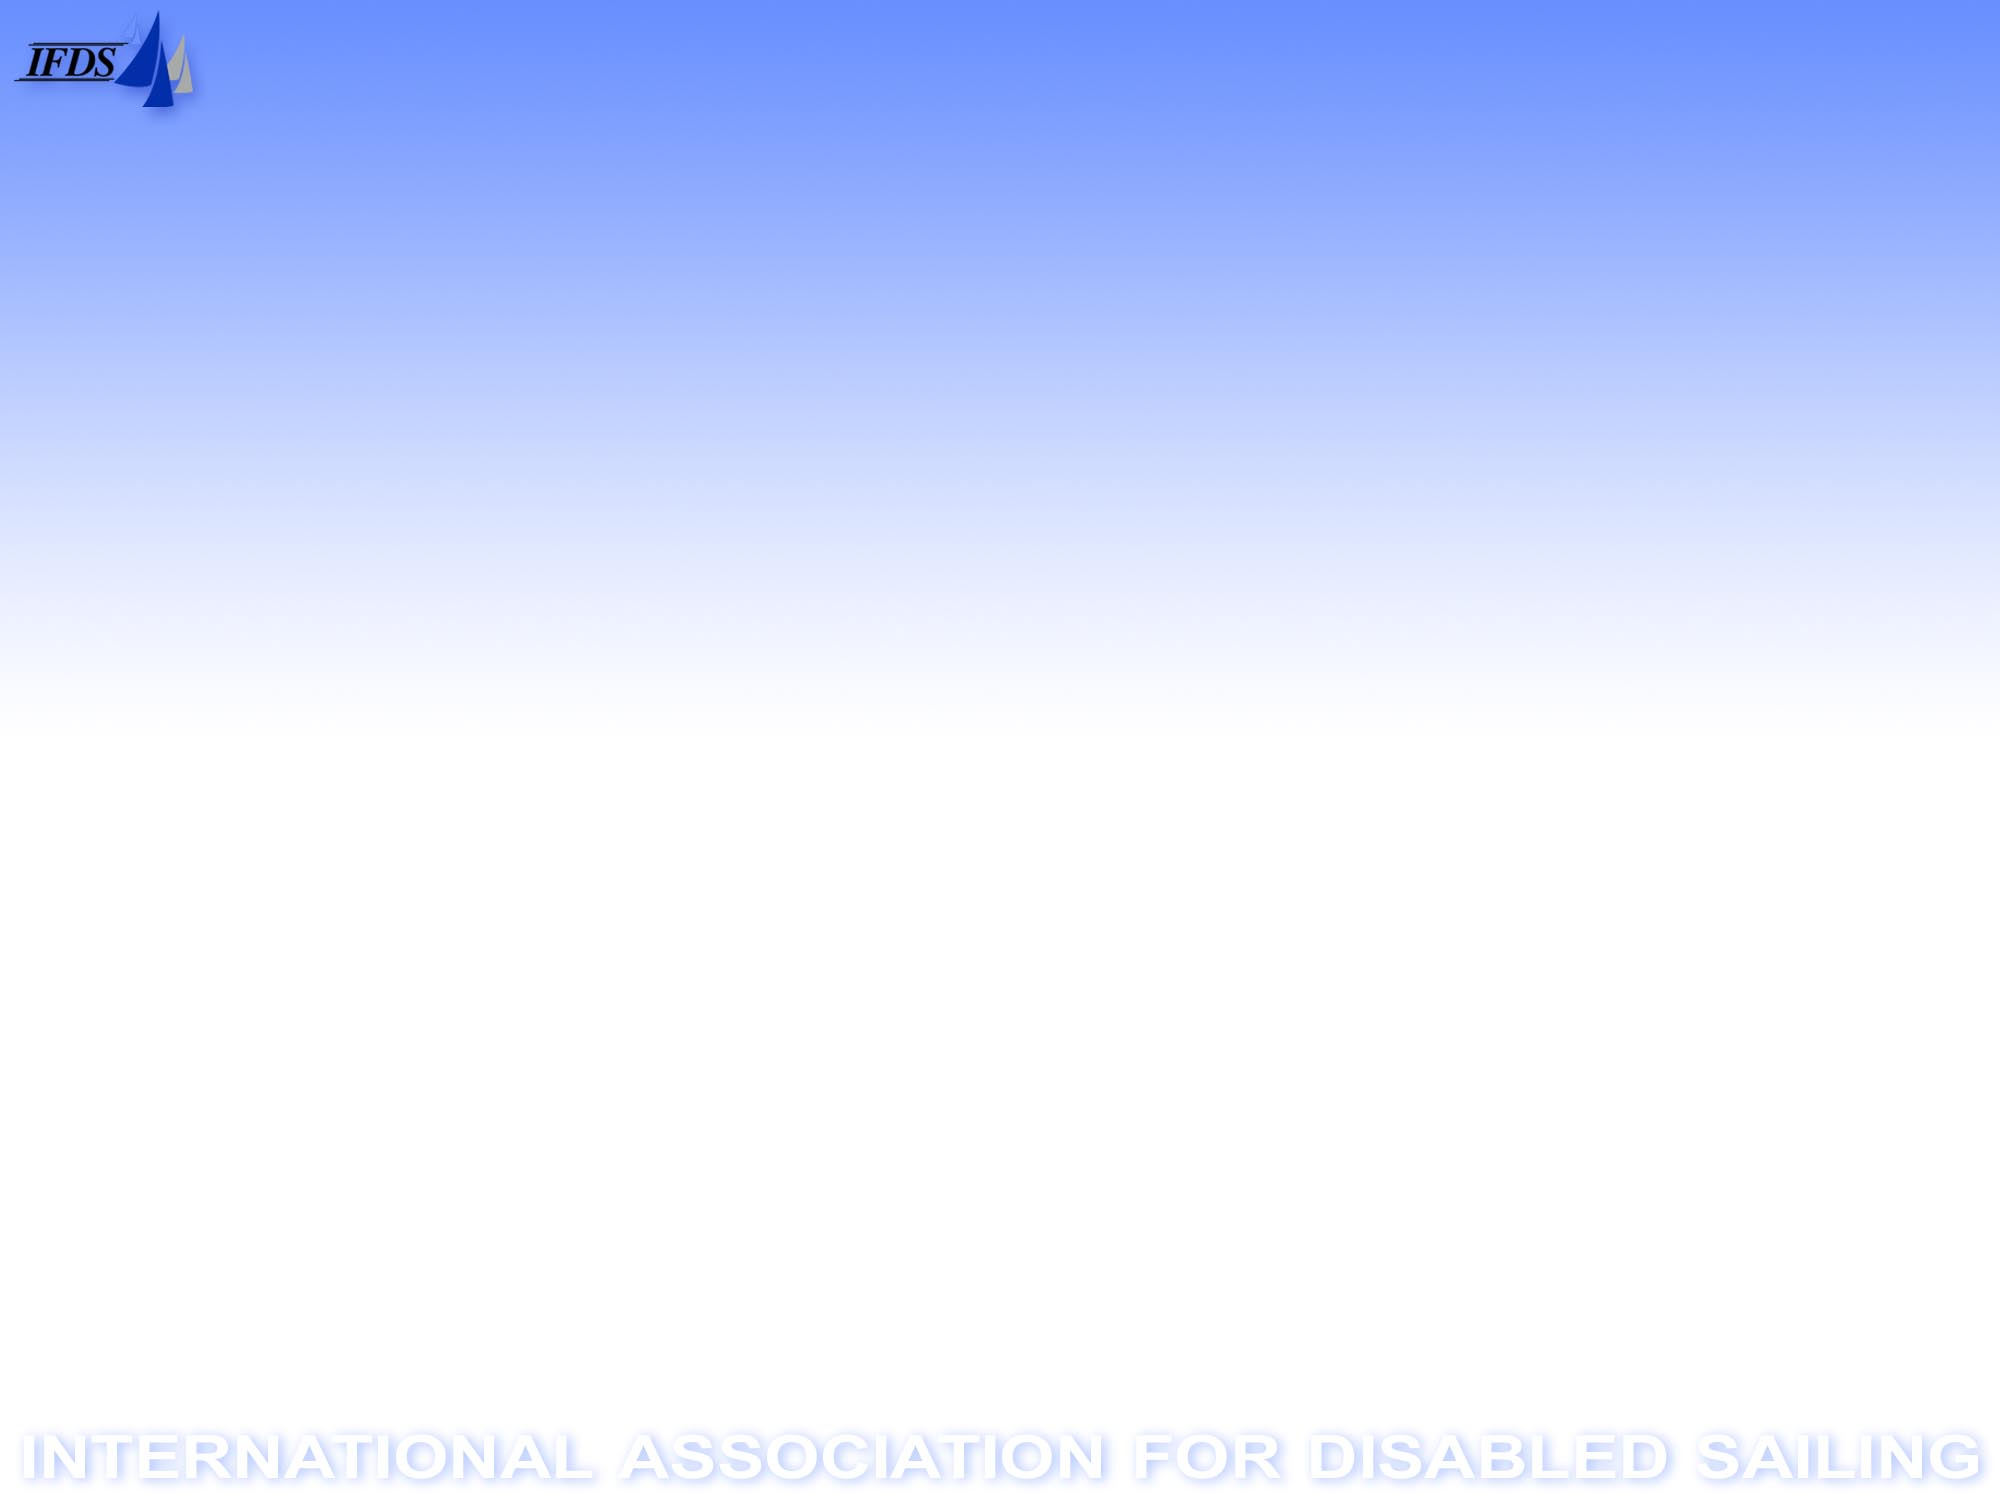 IFDS
INTERNATIONAL ASSOCIATION FOR DISABLED SAILING